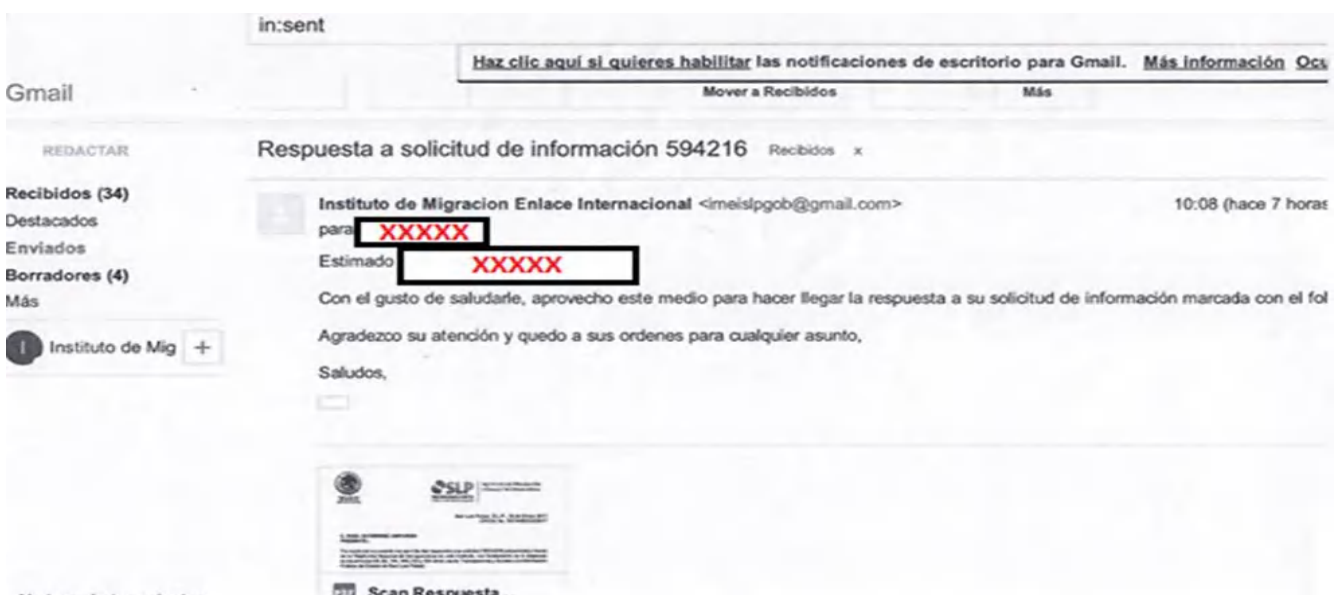 in:sent
Haz clic aquí si quieres habilitar las notificaciones de escritorio para Gmail. Más información Ocu
Gmail
Mover a Recibidos Más
REDACTAR
Respuesta a solicitud de información 594216 Recibidos x
Recibidos (34)
Destacados
Enviados
Borradores (4)
Más
I Instituto de Mig +
Instituto de Migracion Enlace Internacional <imeislpgob@gmail.com> 10:08 (hace 7 horas
para XXXXX
Estimado XXXXX
Con el gusto de saludarle, aprovecho este medio para hacer llegar la respuesta a su solicitud de información marcada con el fol
Agradezco su atención y quedo a sus ordenes para cualquier asunto,
Saludos,
SLP
Scan Respuesta